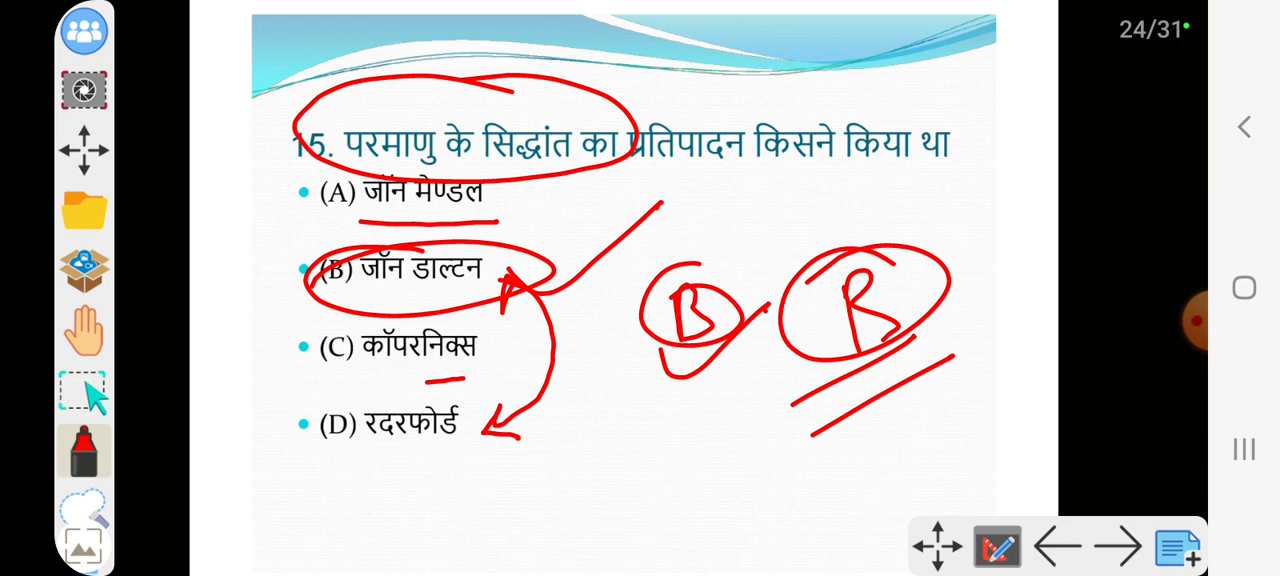 24/31
15. परमाणु के सिद्धांत का प्रतिपादन किसने किया था
(A) जॉन मेण्डल
(B) जॉन डाल्टन
(C) कॉपरनिक्स
(D) रदरफोर्ड
B B